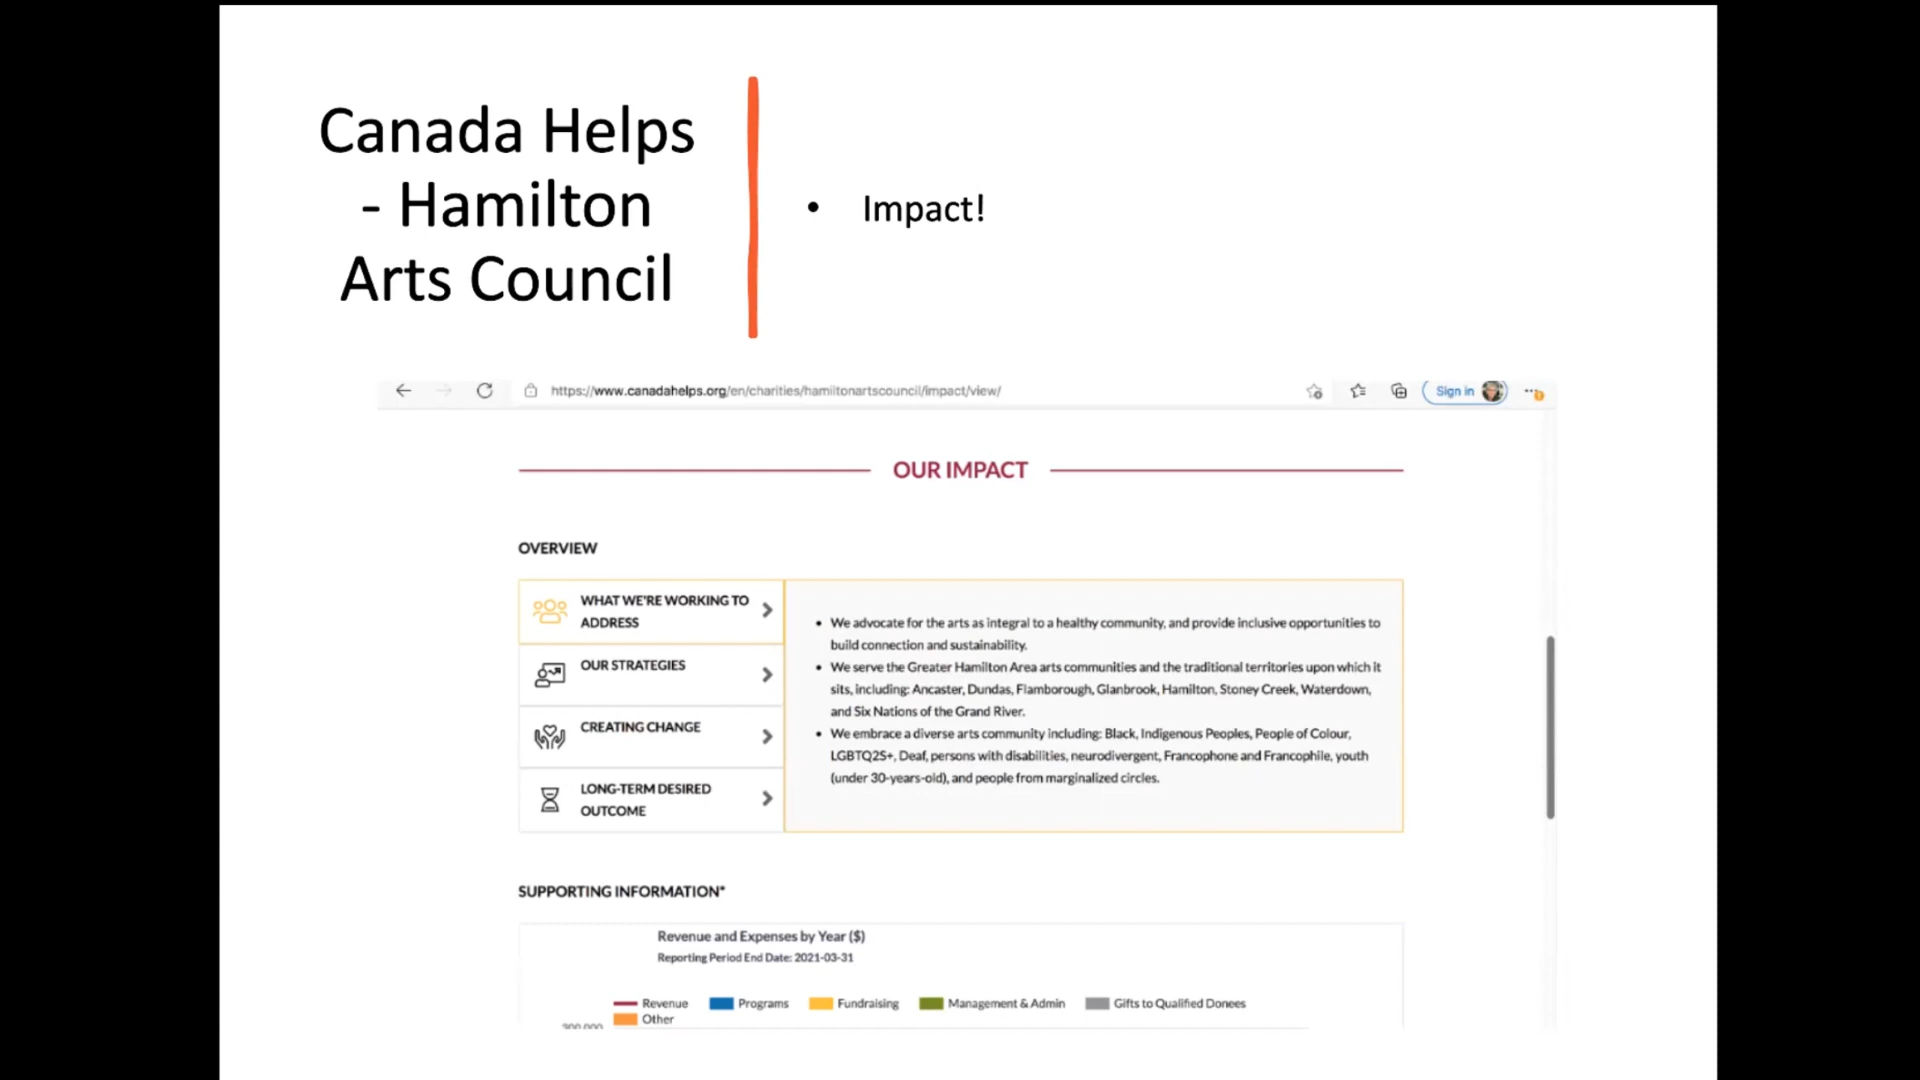 Canada Helps
- Hamilton
Arts Council
• Impact!
https://www.canadahelps.org/en/charities/hamiltonartscouncil/impact/view/
Sign in
OUR IMPACT
OVERVIEW
WHAT WE'RE WORKING TO
ADDRESS
OUR STRATEGIES
CREATING CHANGE
LONG-TERM DESIRED
OUTCOME
• We advocate for the arts as integral to a healthy community, and provide inclusive opportunities to
build connection and sustainability.
• We serve the Greater Hamilton Area arts communities and the traditional territories upon which it
sits, including: Ancaster, Dundas, Flamborough, Glanbrook, Hamilton, Stoney Creek, Waterdown,
and Six Nations of the Grand River.
• We embrace a diverse arts community including: Black, Indigenous Peoples, People of Colour,
LGBTQ2S+, Deaf, persons with disabilities, neurodivergent, Francophone and Francophile, youth
(under 30-years-old), and people from marginalized circles.
SUPPORTING INFORMATION*
Revenue and Expenses by Year ($)
Reporting Period End Date: 2021-03-31
Revenue Programs Fundraising Management & Admin Gifts to Qualified Donees
Other